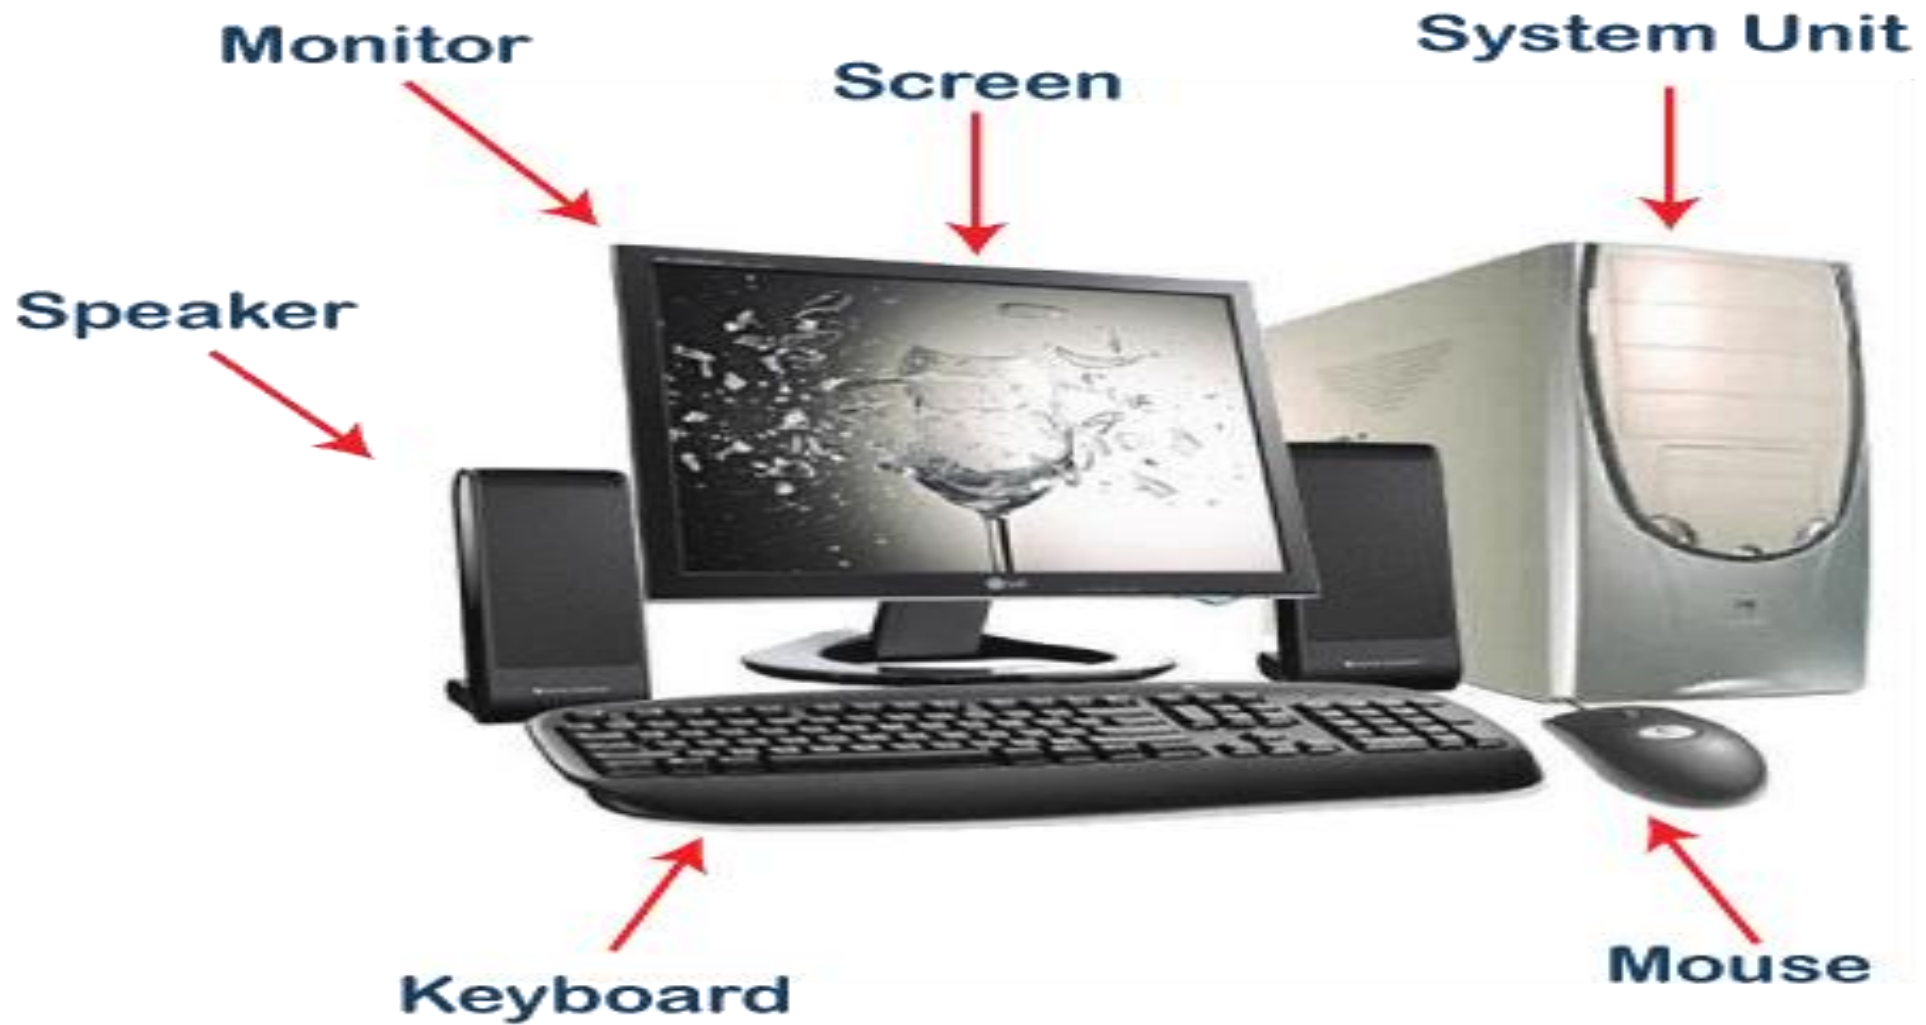 Monitor
Screen
System Unit
Speaker
Keyboard
Mouse